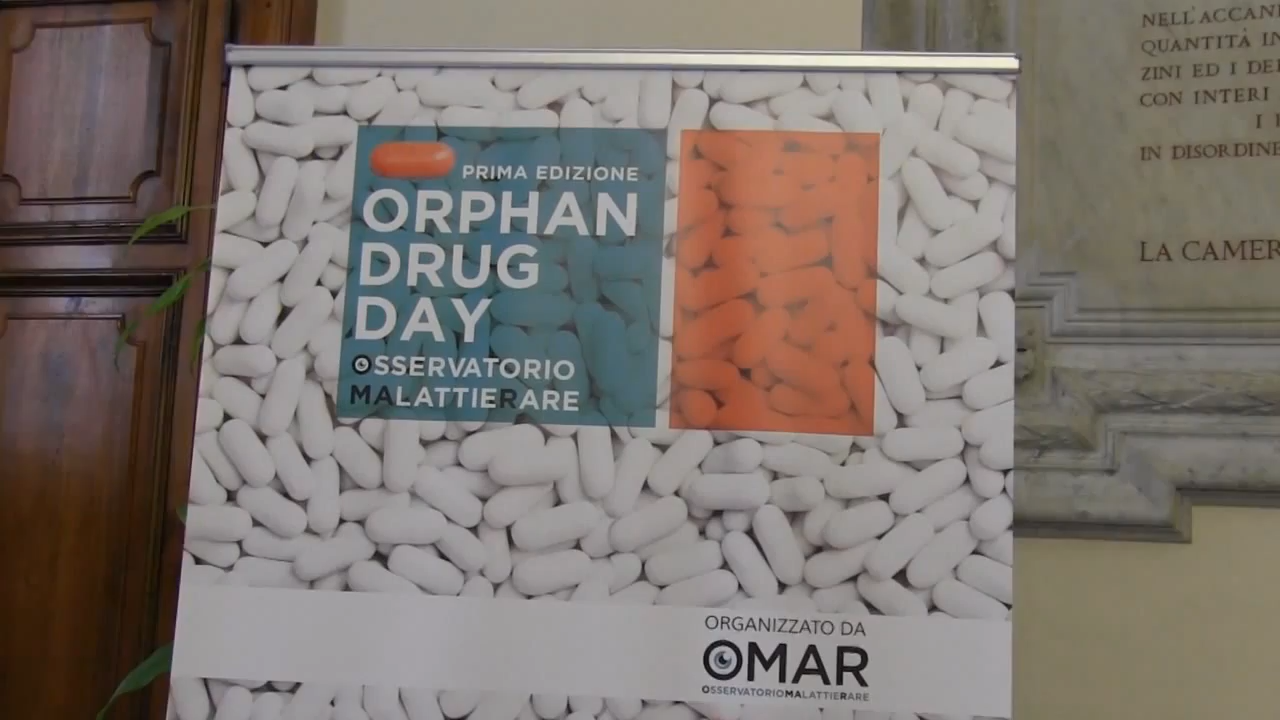 PRIMA EDIZIONE
ORPHAN
DRUG
DAY
OSSERVATORIO
MALATTIERARE
ORGANIZZATO DA
OMAR
OSSERVATORIOMALATTIERARE
NELL'ACCAN
QUANTITÀ IN
ZINI ED I DE
CON INTERI
I
IN DISORDINE
LA CAMER